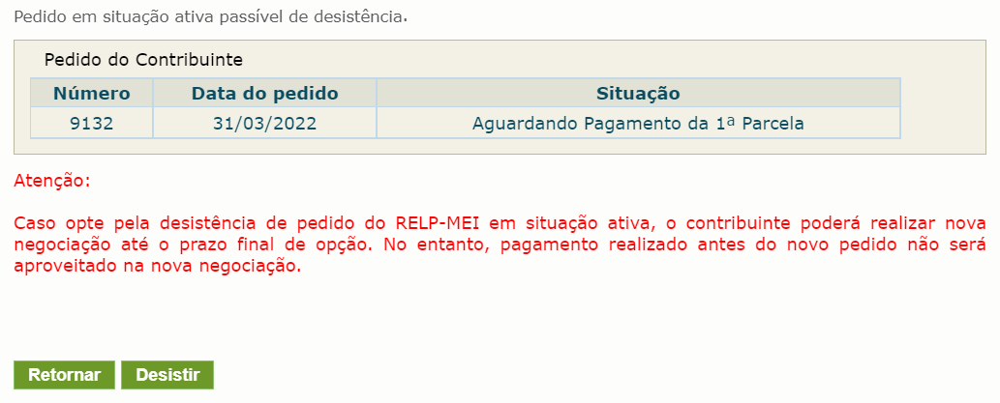 Pedido em situação ativa passível de desistência.
Pedido do Contribuinte
Número Data do pedido Situação
9132 31/03/2022 Aguardando Pagamento da 1ª Parcela
Atenção:
Caso opte pela desistência de pedido do RELP-MEI em situação ativa, o contribuinte poderá realizar nova
negociação até o prazo final de opção. No entanto, pagamento realizado antes do novo pedido não será
aproveitado na nova negociação.
Retornar Desistir